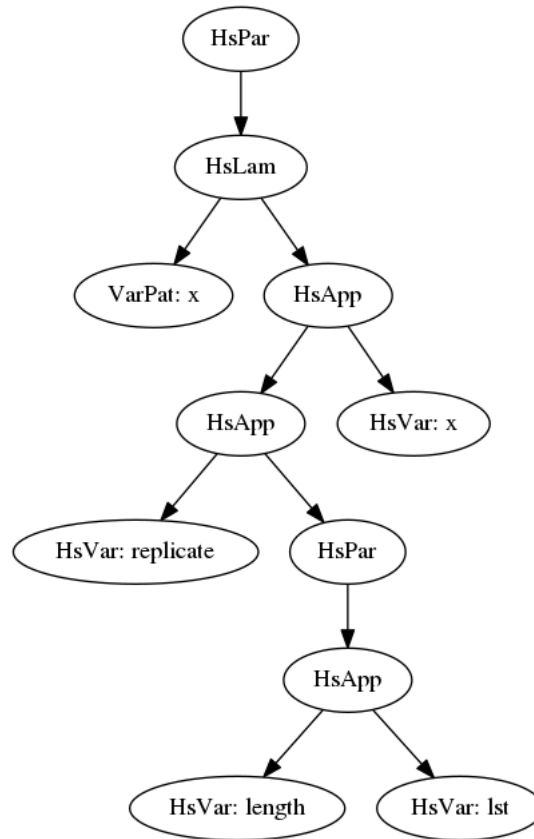 HsPar
HsLam
VarPat: x
HsApp
HsApp
HsVar: x
HsVar: replicate
HsPar
HsApp
HsVar: length
HsVar: lst